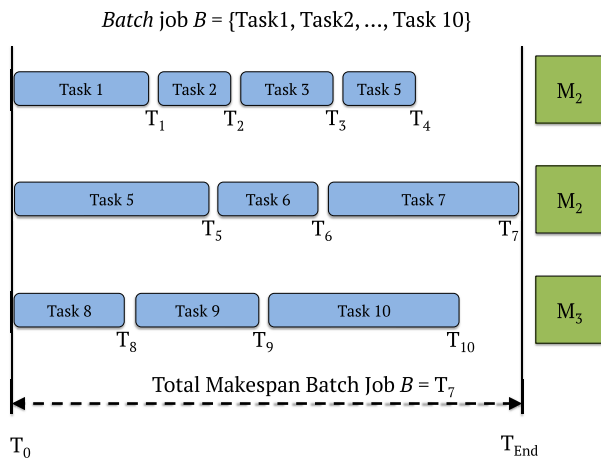 Batch job B = {Task1, Task2, ..., Task 10}
Task 1 Task 2 Task 3 Task 5 M₂
T₁ T₂ T₃ T₄
Task 5 Task 6 Task 7 M₂
T₅ T₆ T₇
Task 8 Task 9 Task 10 M₃
T₈ T₉ T₁₀
Total Makespan Batch Job B = T₇
T₀ T_End